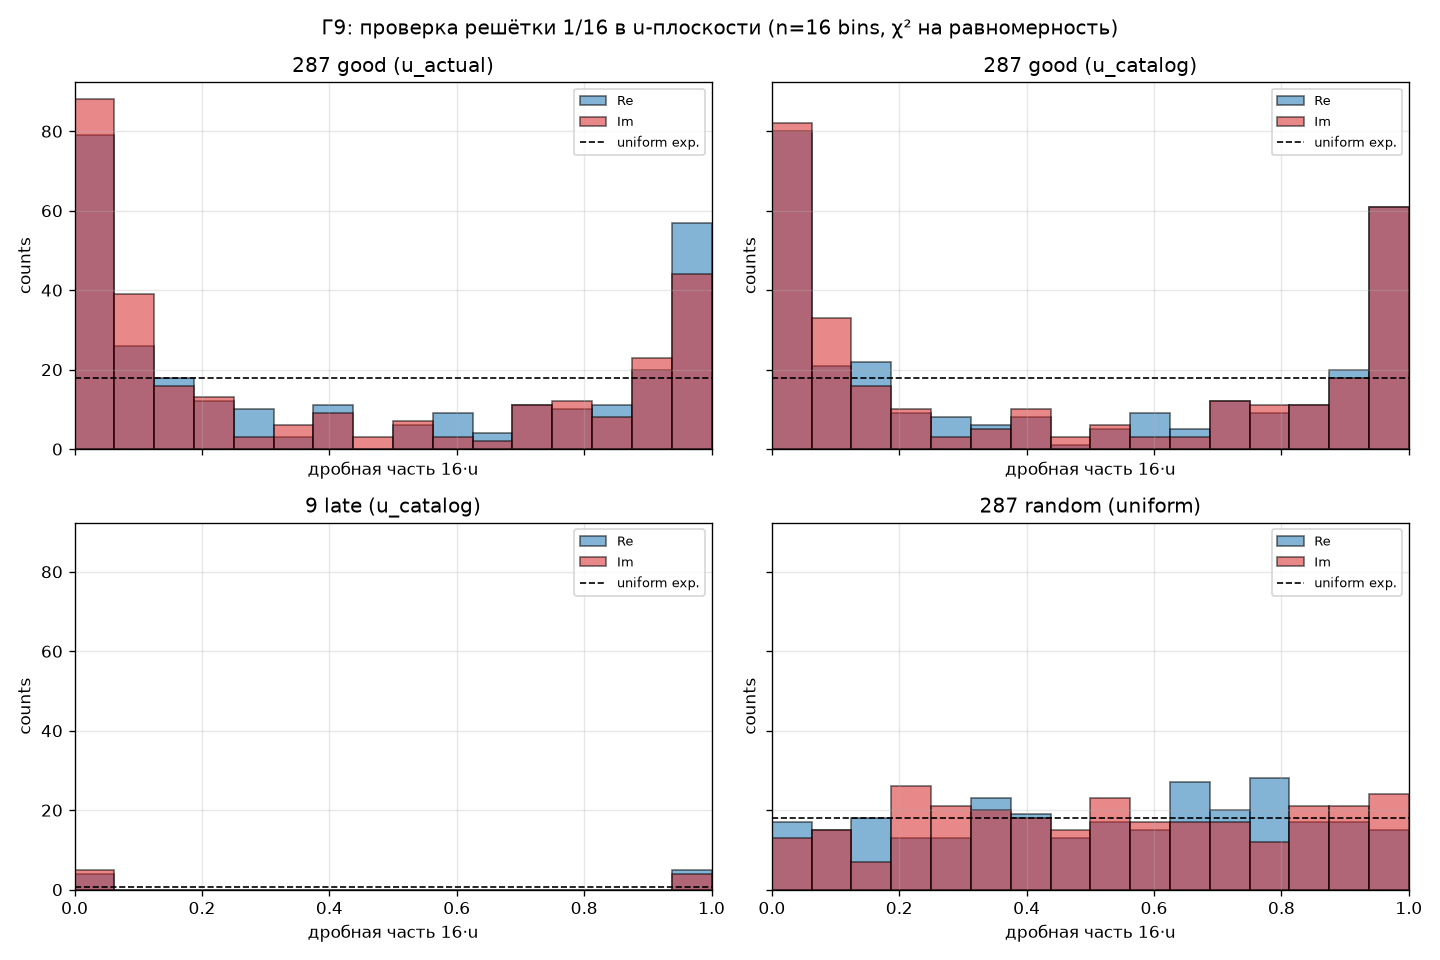 Г9: проверка решётки 1/16 в u-плоскости (n=16 bins, χ² на равномерность)
287 good (u_actual)
Re
Im
uniform exp.
counts
80
60
40
20
0
дробная часть 16·u
287 good (u_catalog)
Re
Im
uniform exp.
counts
дробная часть 16·u
9 late (u_catalog)
Re
Im
uniform exp.
counts
80
60
40
20
0
0.0 0.2 0.4 0.6 0.8 1.0
дробная часть 16·u
287 random (uniform)
Re
Im
uniform exp.
counts
0.0 0.2 0.4 0.6 0.8 1.0
дробная часть 16·u